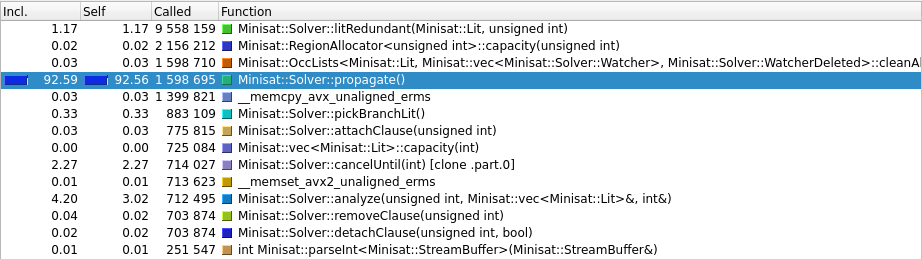 Incl. Self Called Function
1.17 1.17 9 558 159 Minisat::Solver::litRedundant(Minisat::Lit, unsigned int)
0.02 0.02 2 156 212 Minisat::RegionAllocator<unsigned int>::capacity(unsigned int)
0.03 0.03 1 598 710 Minisat::OccLists<Minisat::Lit, Minisat::vec<Minisat::Solver::Watcher>, Minisat::Solver::WatcherDeleted>::cleanAl
92.59 92.56 1 598 695 Minisat::Solver::propagate()
0.03 0.03 1 399 821 __memcpy_avx_unaligned_erms
0.33 0.33 883 109 Minisat::Solver::pickBranchLit()
0.03 0.03 775 815 Minisat::Solver::attachClause(unsigned int)
0.00 0.00 725 084 Minisat::vec<Minisat::Lit>::capacity(int)
2.27 2.27 714 027 Minisat::Solver::cancelUntil(int) [clone .part.0]
0.01 0.01 713 623 __memset_avx2_unaligned_erms
4.20 3.02 712 495 Minisat::Solver::analyze(unsigned int, Minisat::vec<Minisat::Lit>&, int&)
0.04 0.02 703 874 Minisat::Solver::removeClause(unsigned int)
0.02 0.02 703 874 Minisat::Solver::detachClause(unsigned int, bool)
0.01 0.01 251 547 int Minisat::parseInt<Minisat::StreamBuffer>(Minisat::StreamBuffer&)